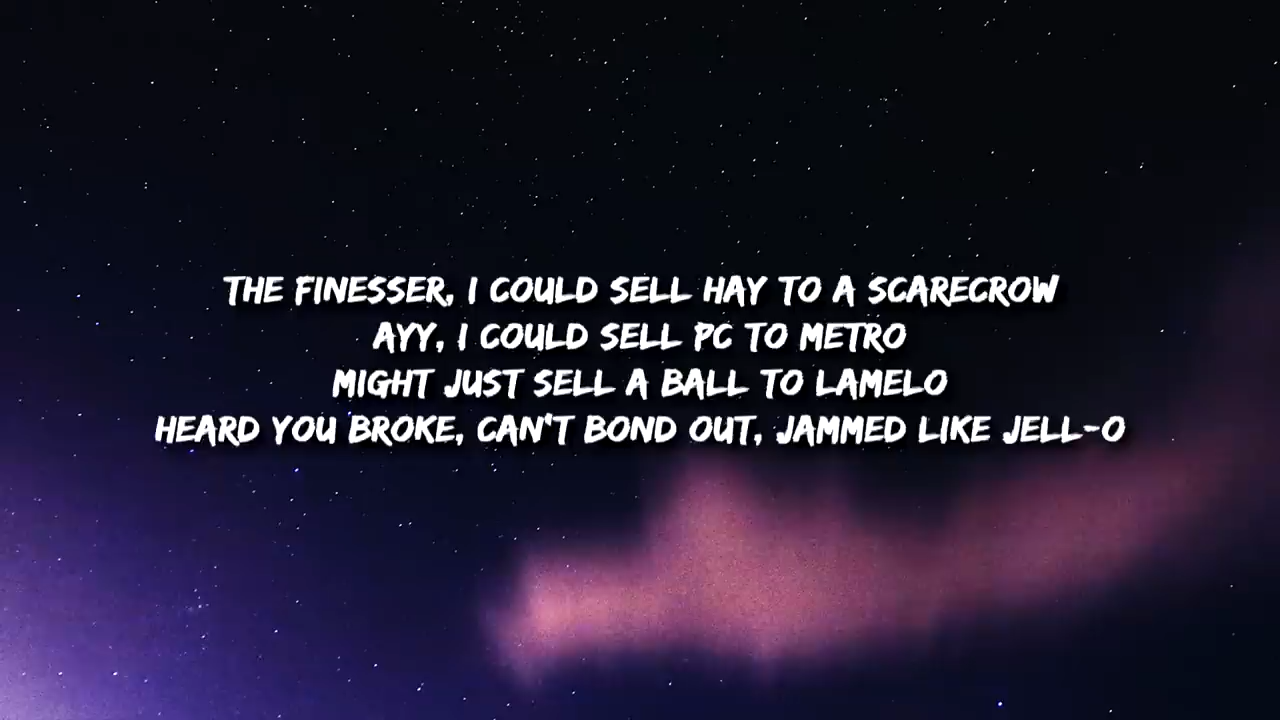 THE FINESSER, I COULD SELL HAY TO A SCARECROW
AYY, I COULD SELL PC TO METRO
MIGHT JUST SELL A BALL TO LAMELO
HEARD YOU BROKE, CAN'T BOND OUT, JAMMED LIKE JELL-O